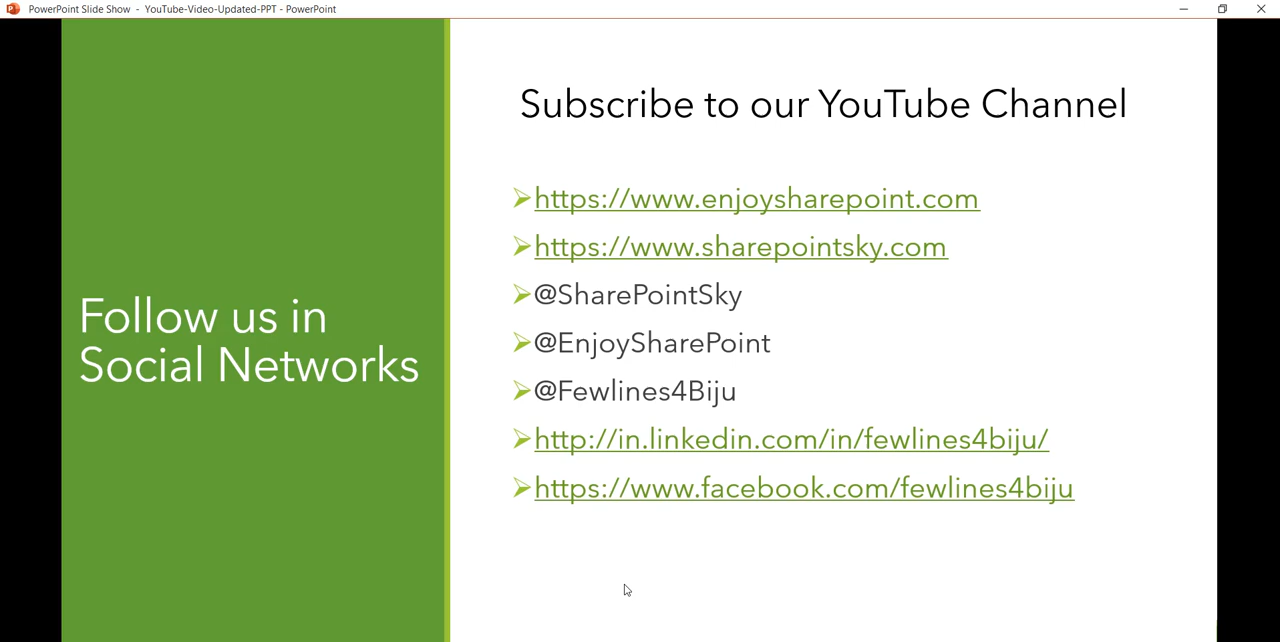 PowerPoint Slide Show - YouTube-Video-Updated-PPT - PowerPoint
Follow us in
Social Networks
Subscribe to our YouTube Channel
https://www.enjoysharepoint.com
https://www.sharepointsky.com
@SharePointSky
@EnjoySharePoint
@Fewlines4Biju
http://in.linkedin.com/in/fewlines4biju/
https://www.facebook.com/fewlines4biju